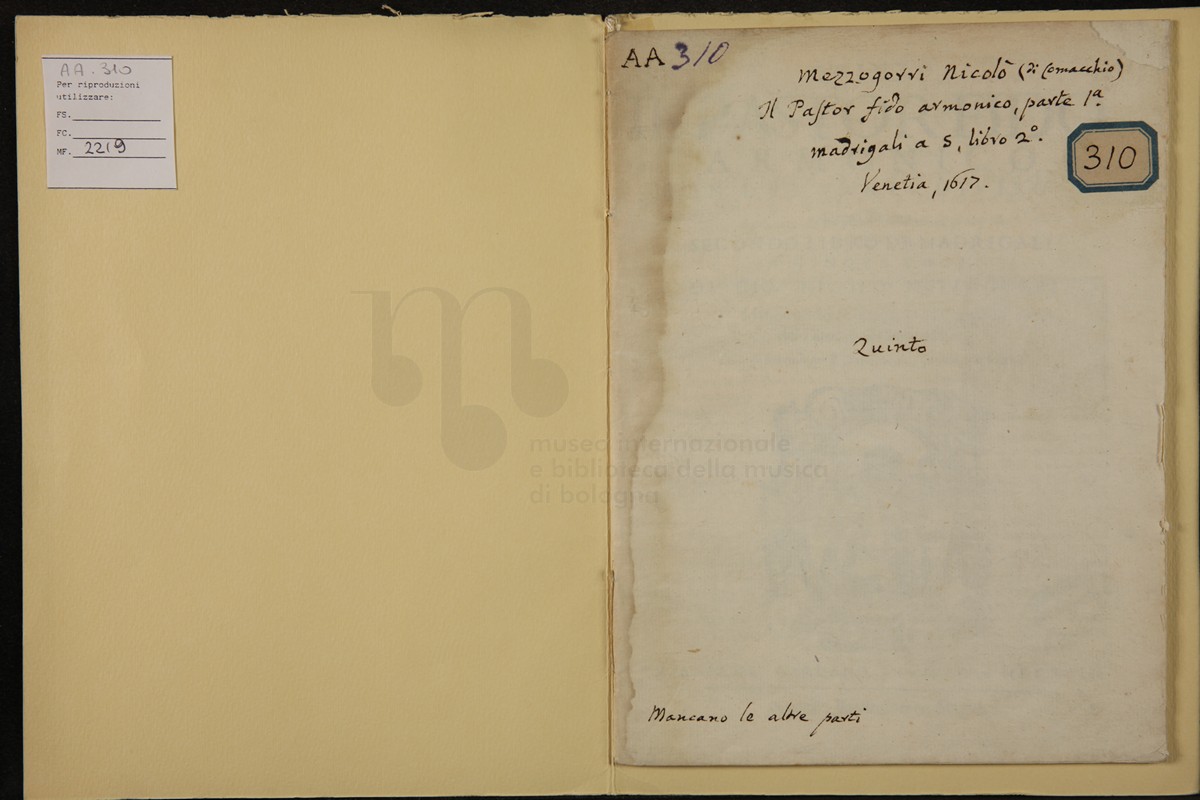 AA. 310
Per riproduzioni
utilizzare:
FS.
FC.
MF. 2219
AA 310
Mezzogorri Nicolò (di Comacchio)
Il Pastor fido armonico, parte 1ª
madrigali a 5, libro 2º.
Venetia, 1617.
310
Quinto
museo internazionale
e biblioteca della musica
di bologna
Mancano le altre parti